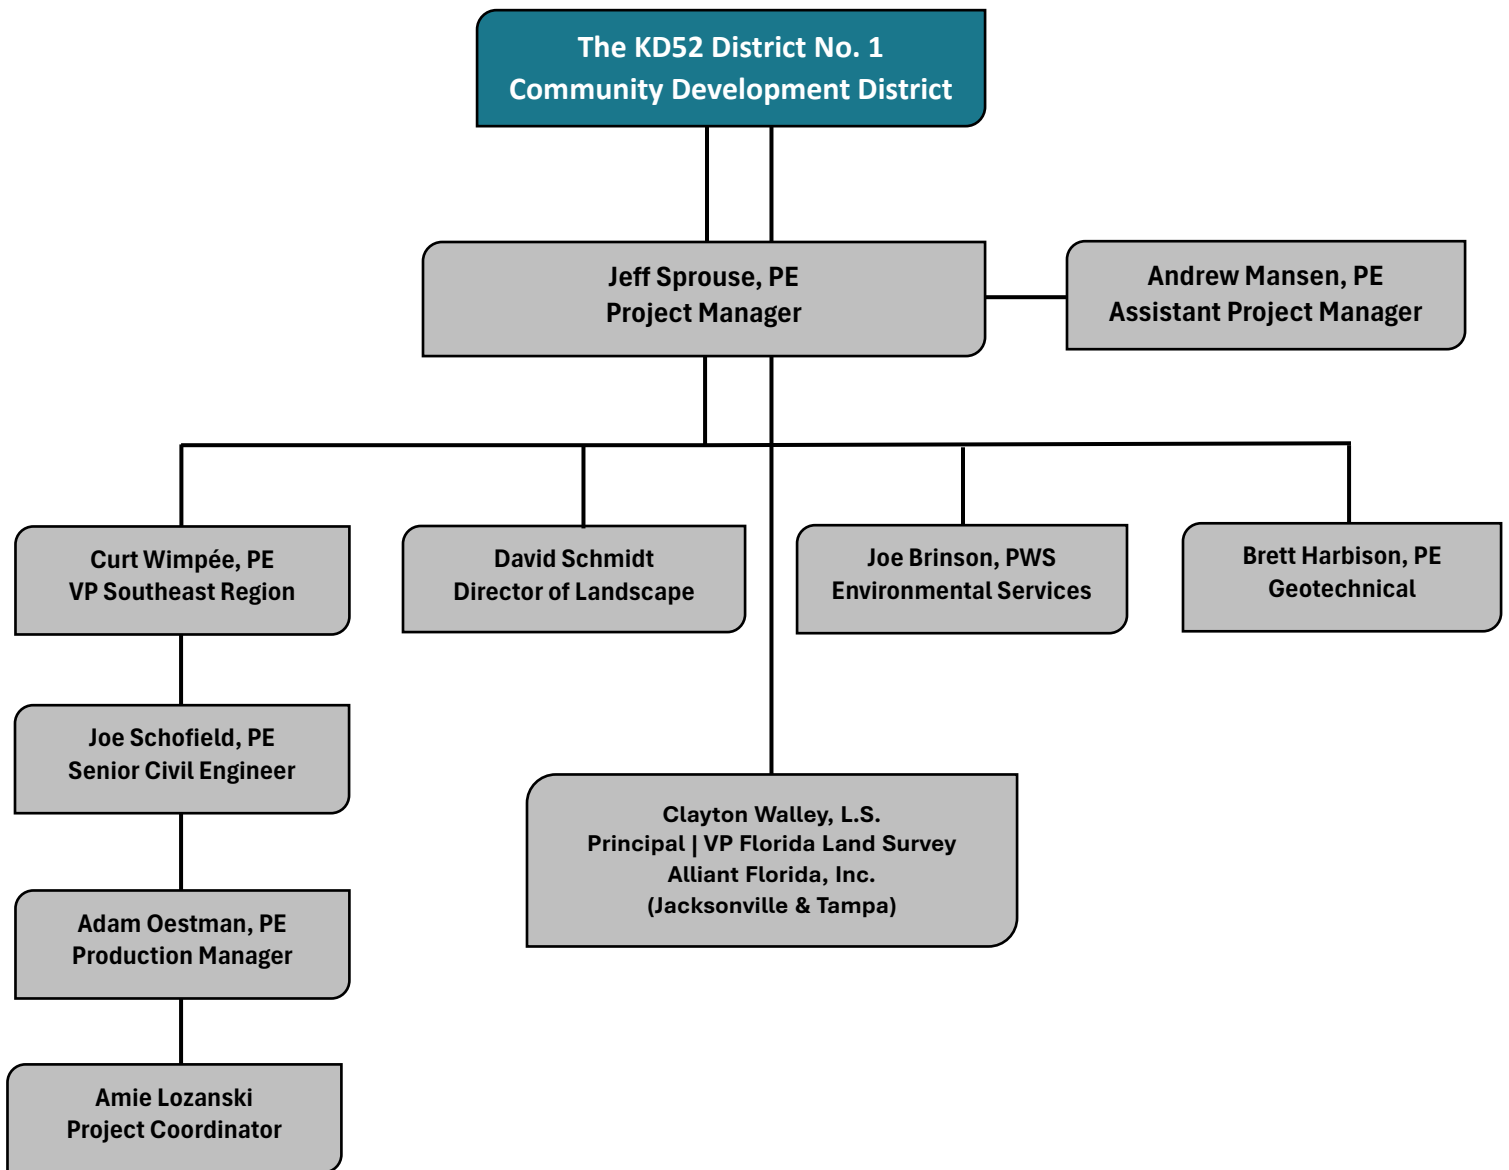 The KD52 District No. 1
Community Development District
Jeff Sprouse, PE
Project Manager
Andrew Mansen, PE
Assistant Project Manager
Curt Wimpée, PE
VP Southeast Region
David Schmidt
Director of Landscape
Joe Brinson, PWS
Environmental Services
Brett Harbison, PE
Geotechnical
Joe Schofield, PE
Senior Civil Engineer
Clayton Walley, L.S.
Principal | VP Florida Land Survey
Alliant Florida, Inc.
(Jacksonville & Tampa)
Adam Oestman, PE
Production Manager
Amie Lozanski
Project Coordinator